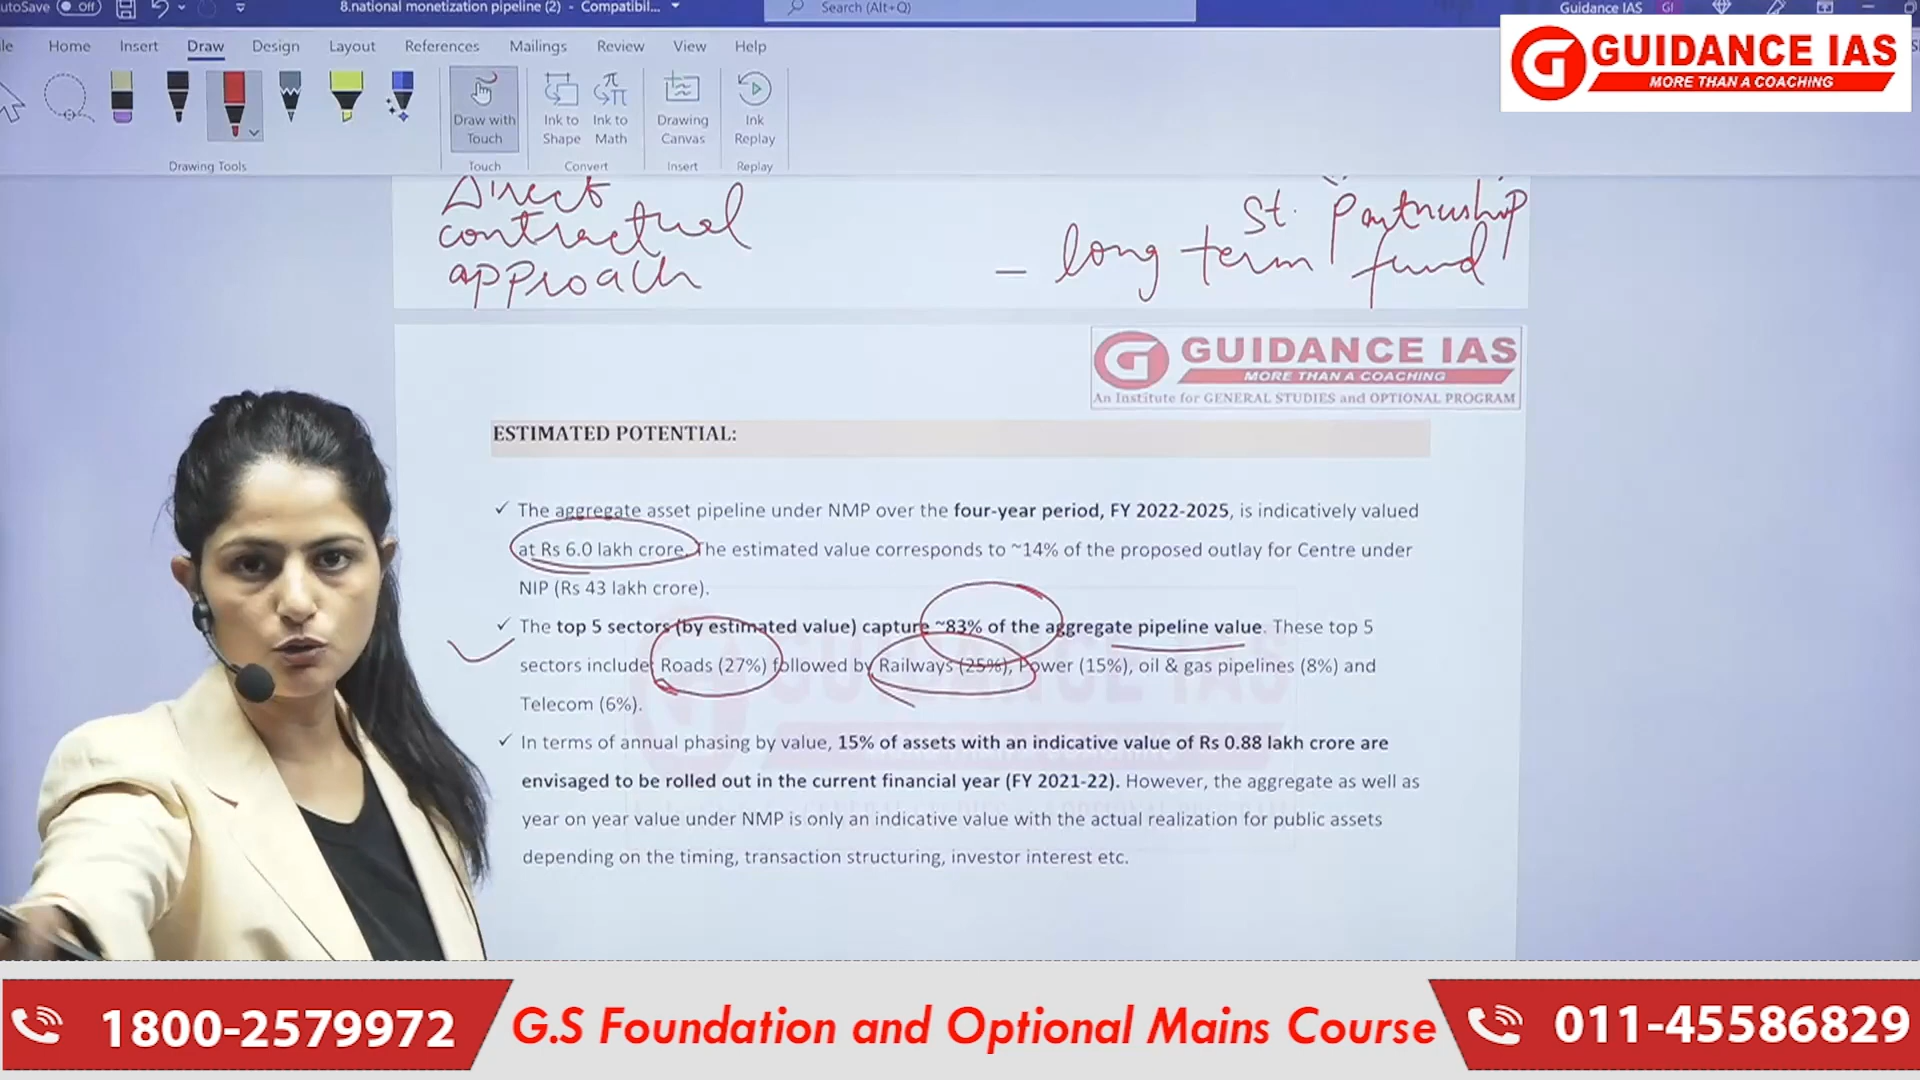 utoSave Off
8.national monetization pipeline (2) - Compatibil...
Search (Alt+Q)
Guidance IAS GI
le Home Insert Draw Design Layout References Mailings Review View Help
GUIDANCE IAS
MORE THAN A COACHING
Draw with Touch
Ink to Shape
Ink to Math
Drawing Canvas
Ink Replay
Drawing Tools Touch Convert Insert Replay
Direct
contractual
approach
St. Partnership
– long term fund
GUIDANCE IAS
MORE THAN A COACHING
An Institute for GENERAL STUDIES and OPTIONAL PROGRAM
ESTIMATED POTENTIAL:
✓ The aggregate asset pipeline under NMP over the four-year period, FY 2022-2025, is indicatively valued
at Rs 6.0 lakh crore. The estimated value corresponds to ~14% of the proposed outlay for Centre under
NIP (Rs 43 lakh crore).
✓ The top 5 sectors (by estimated value) capture ~83% of the aggregate pipeline value. These top 5
sectors include: Roads (27%) followed by Railways (25%), Power (15%), oil & gas pipelines (8%) and
Telecom (6%).
✓ In terms of annual phasing by value, 15% of assets with an indicative value of Rs 0.88 lakh crore are
envisaged to be rolled out in the current financial year (FY 2021-22). However, the aggregate as well as
year on year value under NMP is only an indicative value with the actual realization for public assets
depending on the timing, transaction structuring, investor interest etc.
1800-2579972
G.S Foundation and Optional Mains Course
011-45586829